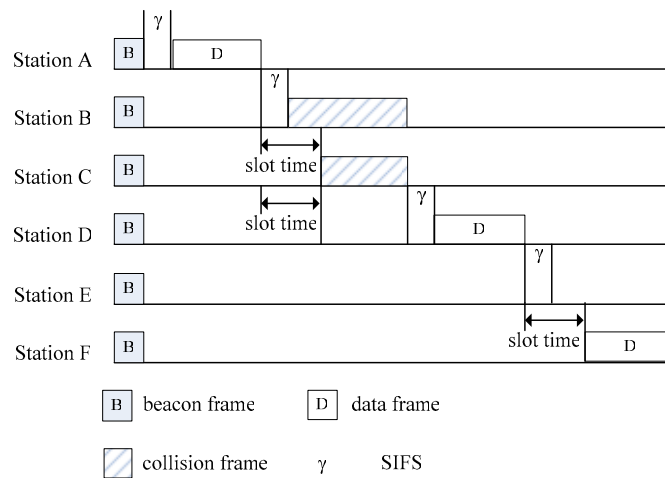 γ
Station A B D
γ
Station B B
slot time
Station C B
γ
slot time
Station D B D
γ
Station E B
slot time
Station F B D
B beacon frame D data frame
collision frame γ SIFS